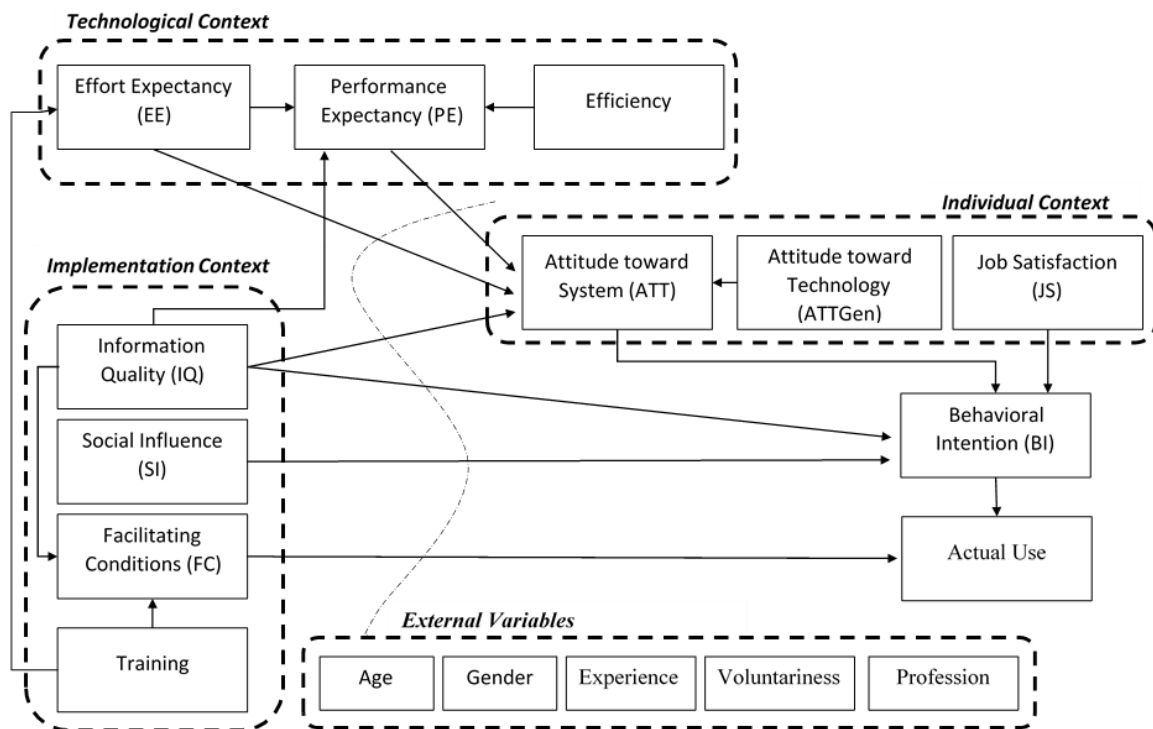 Technological Context
Effort Expectancy
(EE)
Performance
Expectancy (PE)
Efficiency
Individual Context
Attitude toward
System (ATT)
Attitude toward
Technology
(ATTGen)
Job Satisfaction
(JS)
Implementation Context
Information
Quality (IQ)
Social Influence
(SI)
Facilitating
Conditions (FC)
Training
Behavioral
Intention (BI)
Actual Use
External Variables
Age
Gender
Experience
Voluntariness
Profession